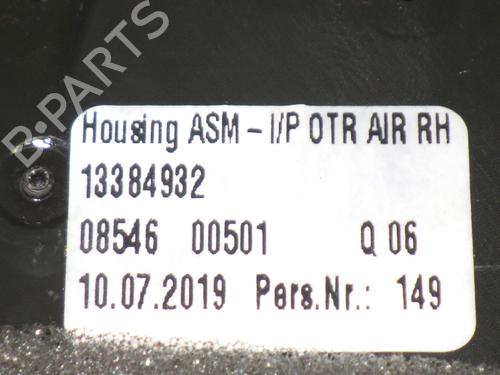 B-PARTS
Housing ASM - I/P OTR AIR RH
13384932
08546 00501 Q 06
10.07.2019 Pers.Nr.: 149